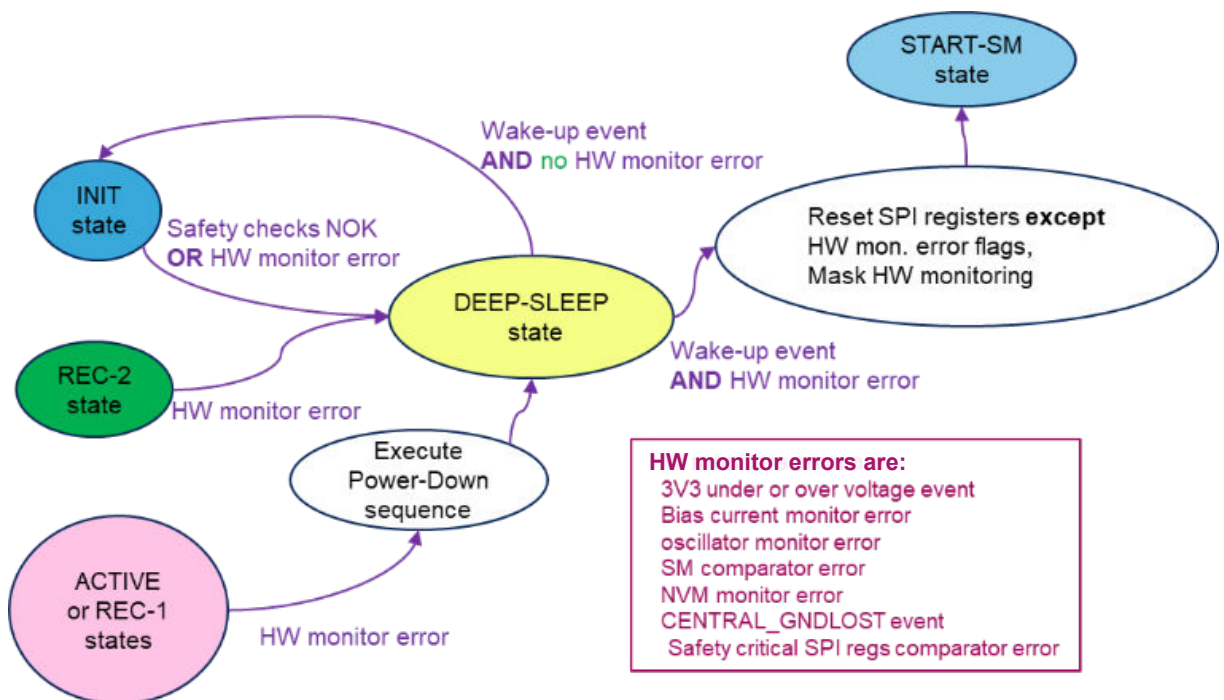 START-SM
state
Wake-up event
AND no HW monitor error
INIT
state
Safety checks NOK
OR HW monitor error
Reset SPI registers except
HW mon. error flags,
Mask HW monitoring
DEEP-SLEEP
state
Wake-up event
AND HW monitor error
REC-2
state
HW monitor error
Execute
Power-Down
sequence
ACTIVE
or REC-1
states
HW monitor error
HW monitor errors are:
3V3 under or over voltage event
Bias current monitor error
oscillator monitor error
SM comparator error
NVM monitor error
CENTRAL_GNDLOST event
Safety critical SPI regs comparator error